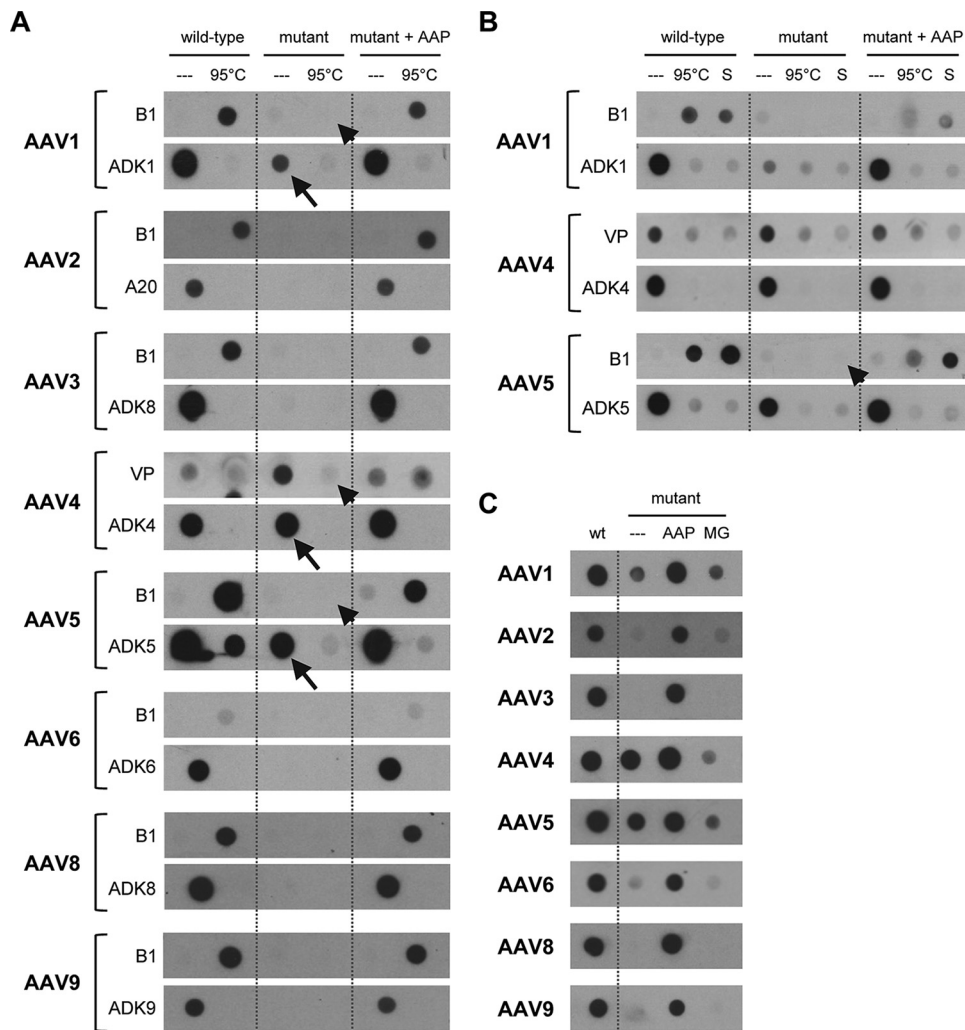 A
wild-type mutant mutant + AAP
--- 95°C --- 95°C --- 95°C
AAV1
B1
ADK1
AAV2
B1
A20
AAV3
B1
ADK8
AAV4
VP
ADK4
AAV5
B1
ADK5
AAV6
B1
ADK6
AAV8
B1
ADK8
AAV9
B1
ADK9
B
wild-type mutant mutant + AAP
--- 95°C S --- 95°C S --- 95°C S
AAV1
B1
ADK1
AAV4
VP
ADK4
AAV5
B1
ADK5
C
mutant
wt --- AAP MG
AAV1
AAV2
AAV3
AAV4
AAV5
AAV6
AAV8
AAV9